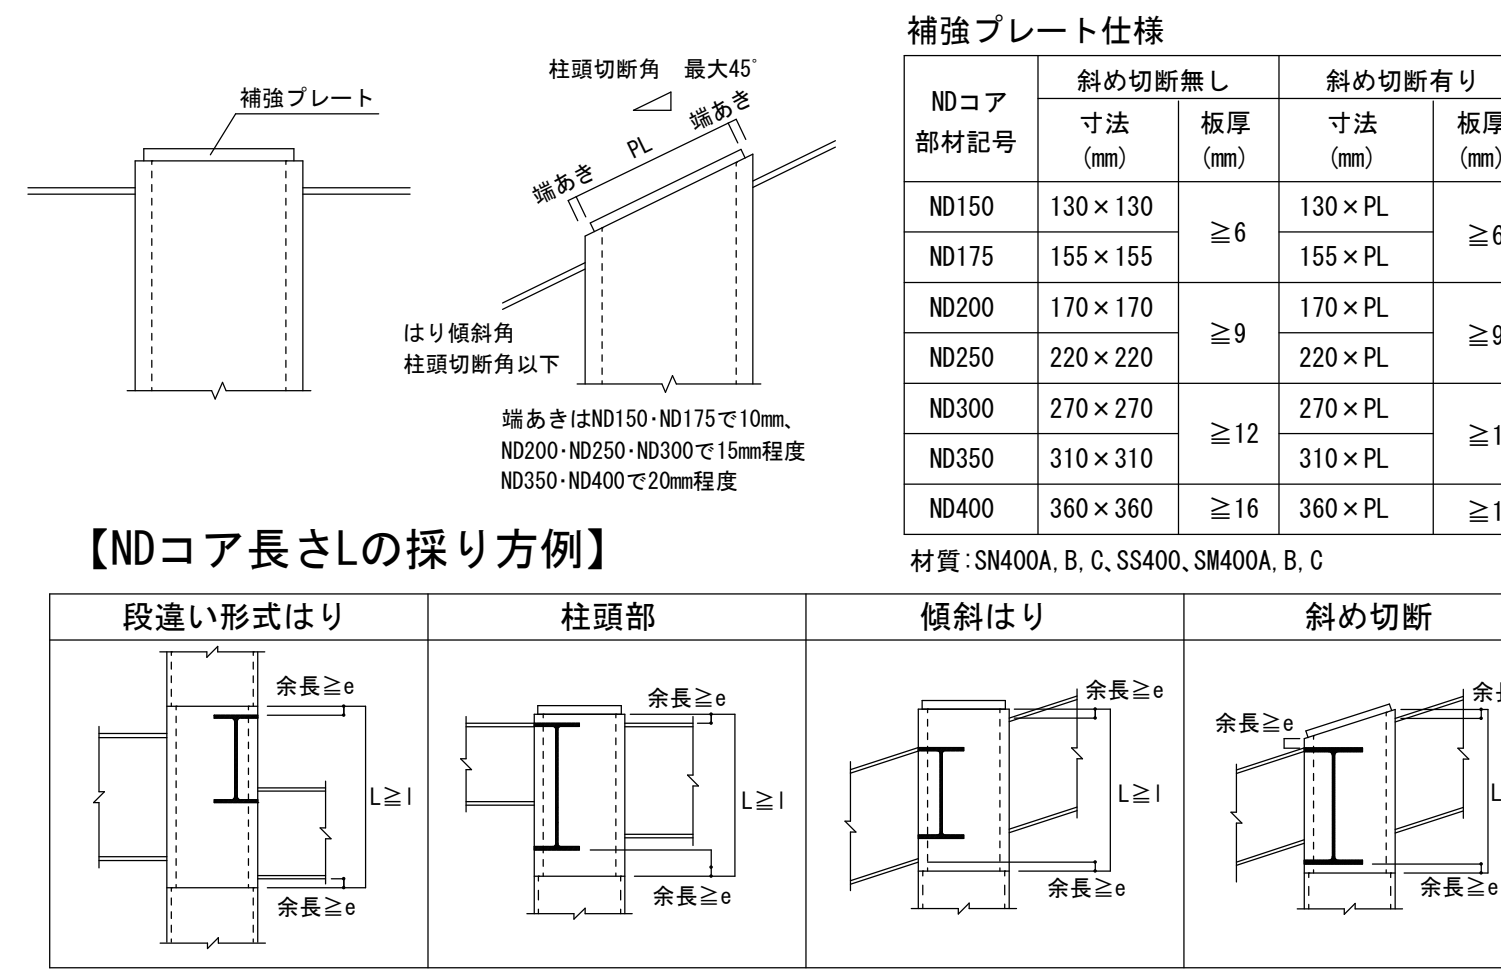 補強プレート
柱頭切断角　最大45°
端あき
PL
端あき
はり傾斜角
柱頭切断角以下
端あきはND150･ND175で10mm、
ND200･ND250･ND300で15mm程度
ND350･ND400で20mm程度
補強プレート仕様
NDコア
部材記号
斜め切断無し
斜め切断有り
寸法
(mm)
板厚
(mm)
寸法
(mm)
板厚
(mm)
ND150 130×130 ≧6 130×PL ≧6
ND175 155×155 155×PL
ND200 170×170 ≧9 170×PL ≧9
ND250 220×220 220×PL
ND300 270×270 ≧12 270×PL ≧1
ND350 310×310 310×PL
ND400 360×360 ≧16 360×PL ≧1
材質:SN400A,B,C、SS400、SM400A,B,C
【NDコア長さLの採り方例】
段違い形式はり
余長≧e
L≧l
余長≧e
柱頭部
余長≧e
L≧l
余長≧e
傾斜はり
余長≧e
L≧l
余長≧e
斜め切断
余長≧e
余
L
余長≧e